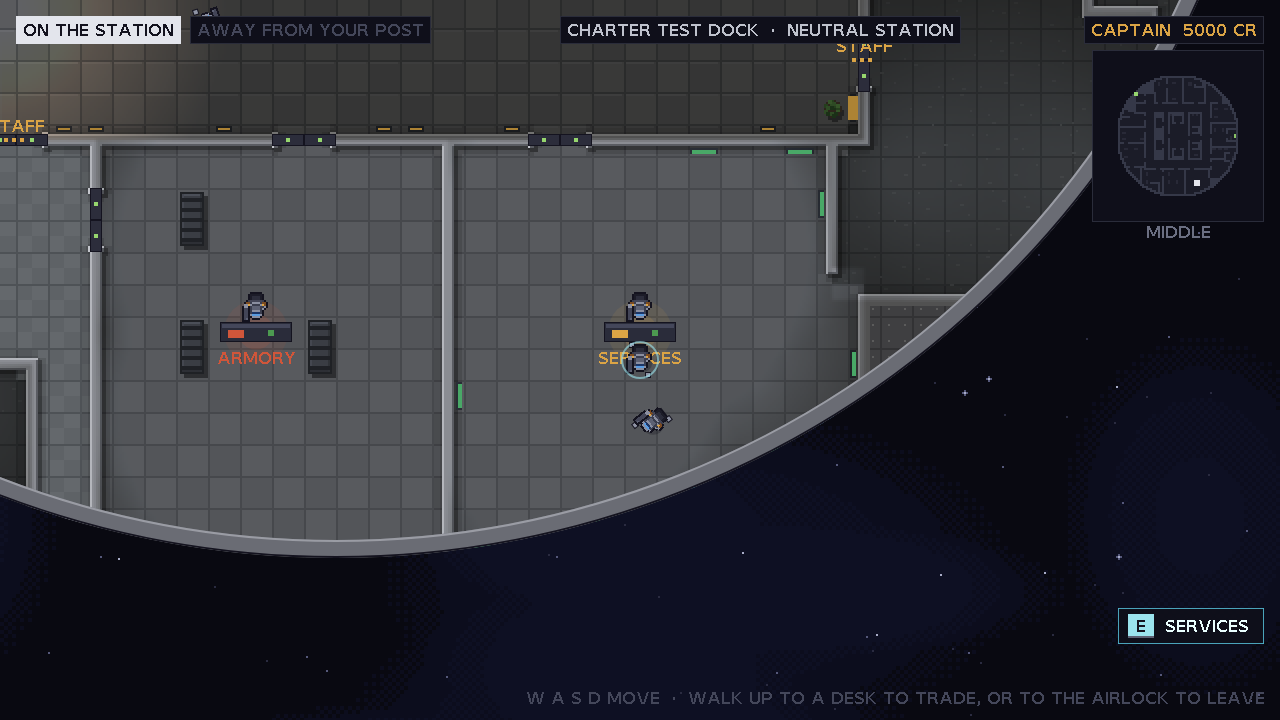 ON THE STATION
AWAY FROM YOUR POST
CHARTER TEST DOCK · NEUTRAL STATION
CAPTAIN 5000 CR
STAFF
TAFF
MIDDLE
ARMORY
SERVICES
E SERVICES
W A S D MOVE · WALK UP TO A DESK TO TRADE, OR TO THE AIRLOCK TO LEAVE